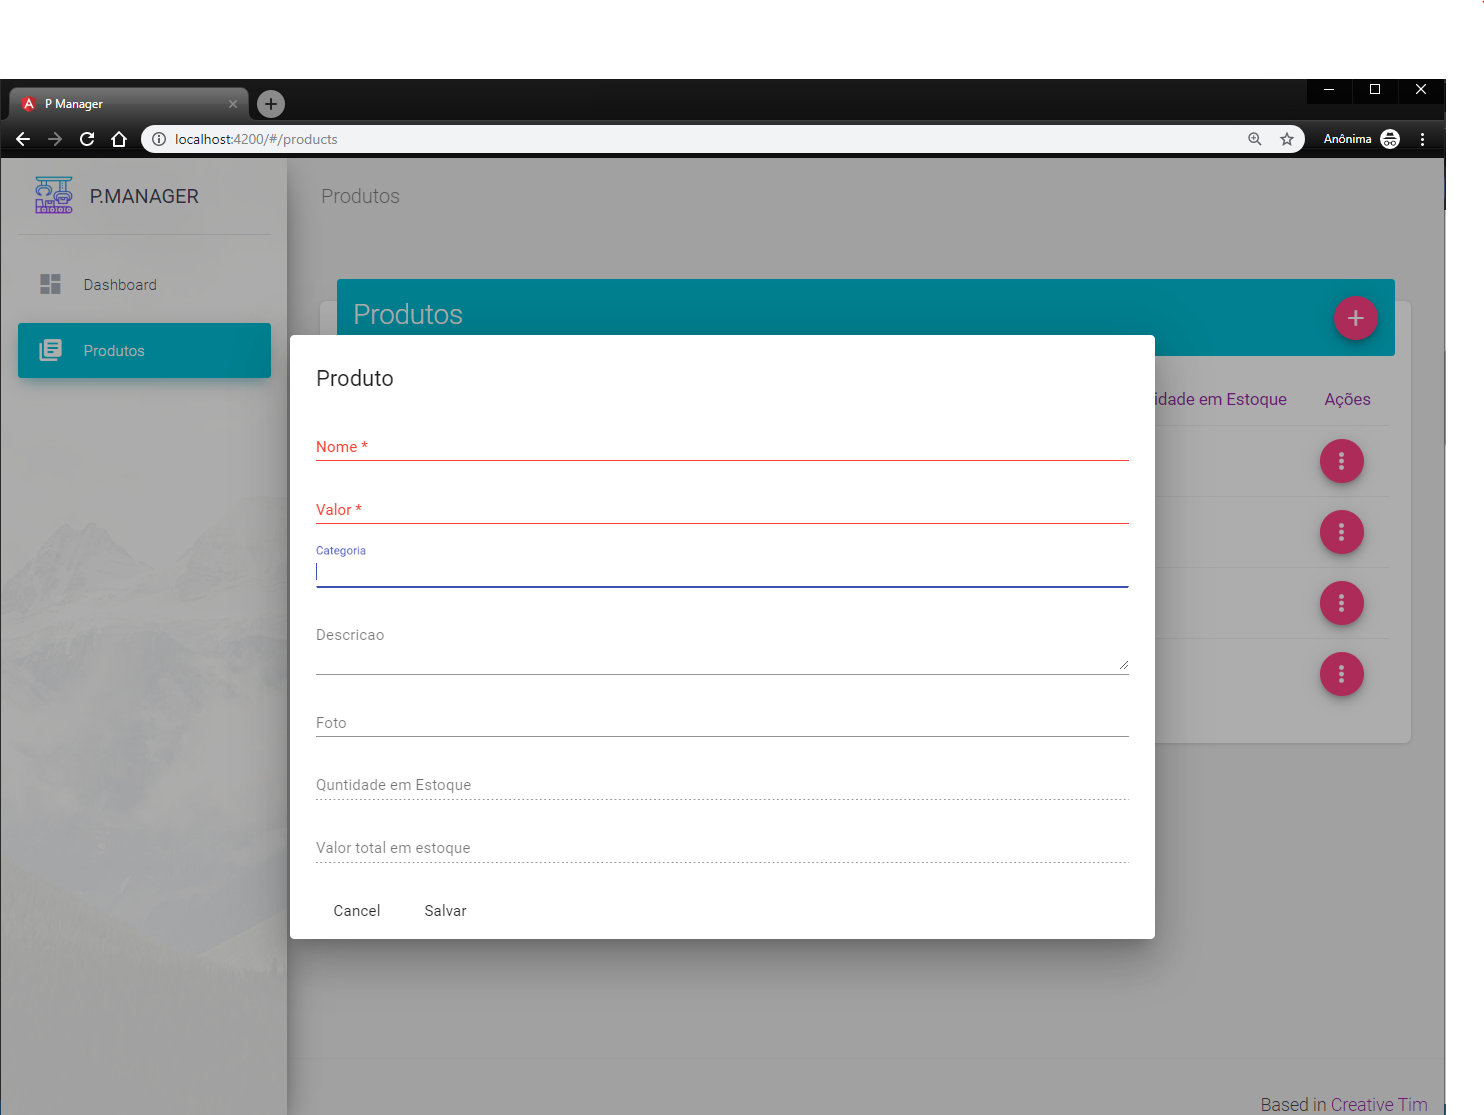 P Manager
localhost:4200/#/products
Anônima
P.MANAGER
Produtos
Dashboard
Produtos
Produtos
idade em Estoque
Ações
Produto
Nome *
Valor *
Categoria
Descricao
Foto
Quntidade em Estoque
Valor total em estoque
Cancel
Salvar
Based in Creative Tim